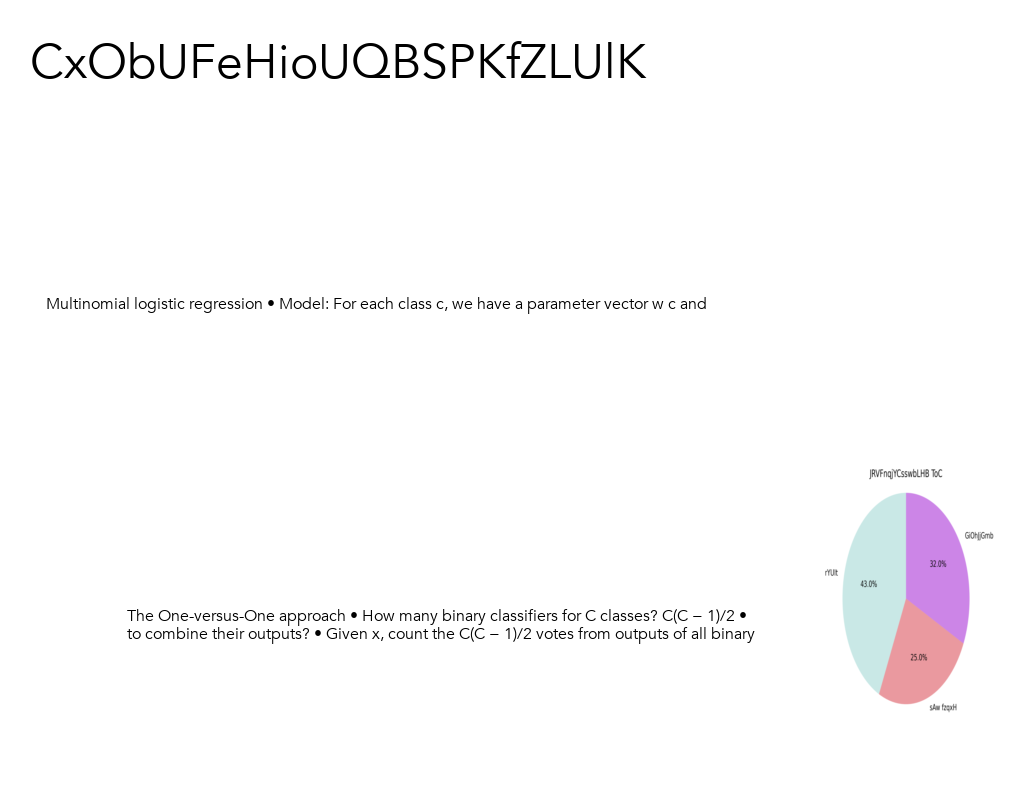 CxObUFeHioUQBSPKfZLUlK
Multinomial logistic regression • Model: For each class c, we have a parameter vector w c and
JRVFnqjYCsswbLHB ToC
GiOhJjGmb
32.0%
rYUlt
43.0%
The One-versus-One approach • How many binary classifiers for C classes? C(C − 1)/2 •
to combine their outputs? • Given x, count the C(C − 1)/2 votes from outputs of all binary
25.0%
sAw fzqxH